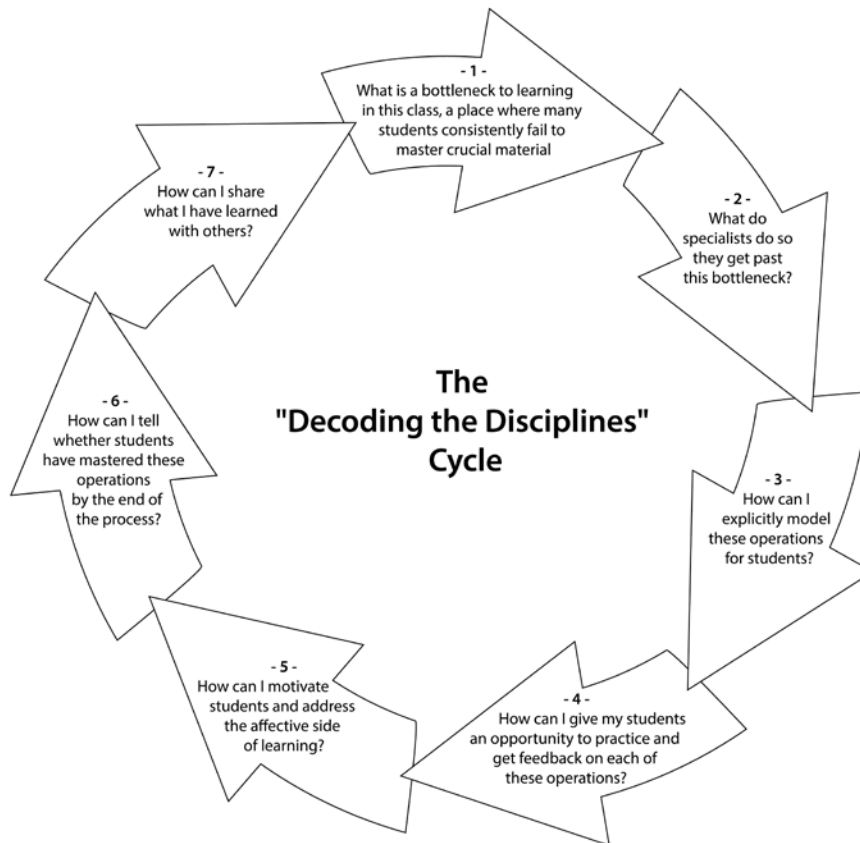 - 1 -
What is a bottleneck to learning
in this class, a place where many
students consistently fail to
master crucial material
- 2 -
What do
specialists do so
they get past
this bottleneck?
- 3 -
How can I
explicitly model
these operations
for students?
- 4 -
How can I give my students
an opportunity to practice and
get feedback on each of
these operations?
- 5 -
How can I motivate
students and address
the affective side
of learning?
- 6 -
How can I tell
whether students
have mastered these
operations
by the end of
the process?
- 7 -
How can I share
what I have learned
with others?
The
"Decoding the Disciplines"
Cycle